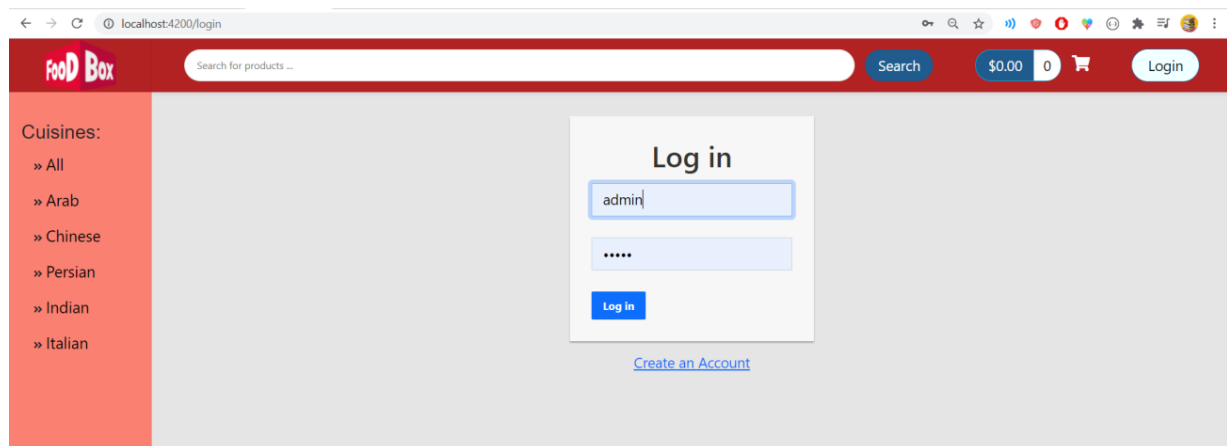 localhost:4200/login
FooD Box
Search for products ...
Search
$0.00 0
Login
Cuisines:
» All
» Arab
» Chinese
» Persian
» Indian
» Italian
Log in
admin
•••••
Log in
Create an Account